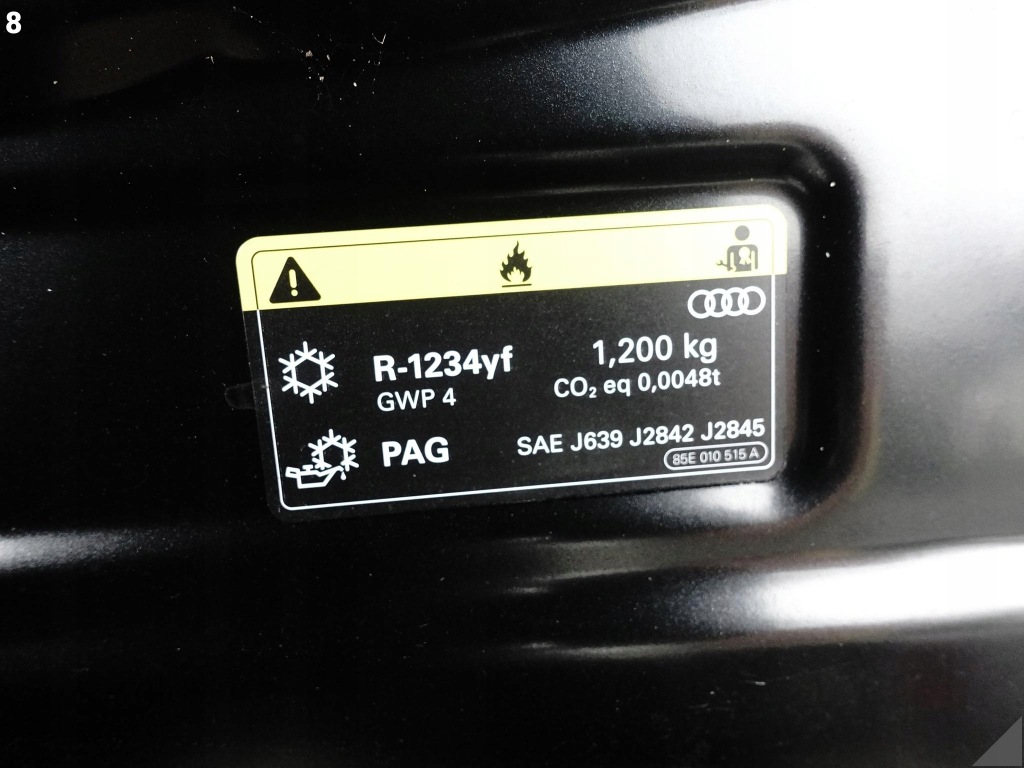 8
R-1234yf 1,200 kg
GWP 4 CO₂ eq 0,0048t
PAG SAE J639 J2842 J2845
85E 010 515 A